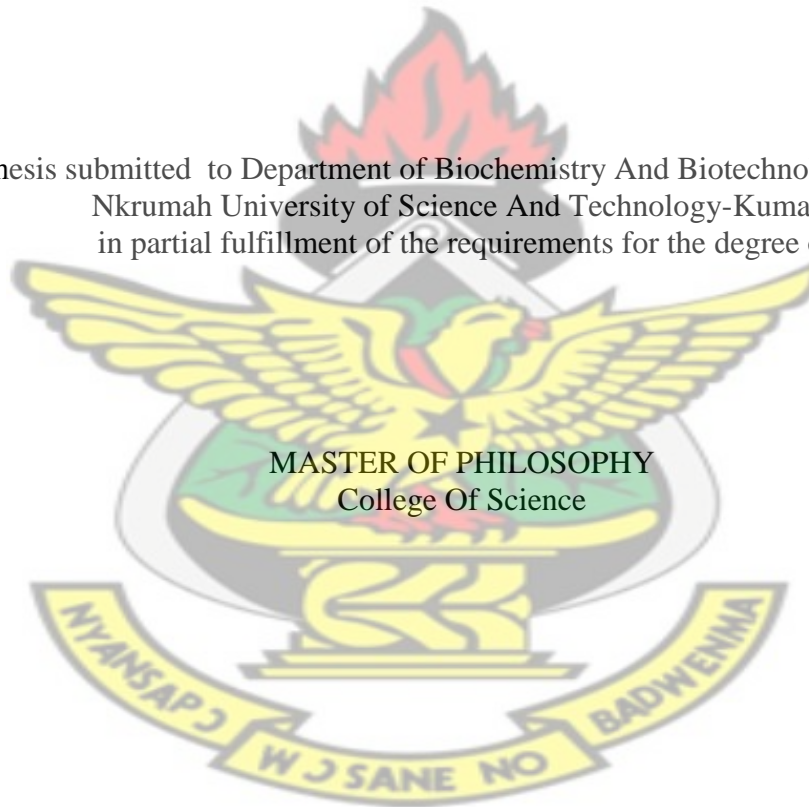 hesis submitted to Department of Biochemistry And Biotechno
Nkrumah University of Science And Technology-Kuma
in partial fulfillment of the requirements for the degree
MASTER OF PHILOSOPHY
College Of Science
NYANSAPƆ WƆSANE NO BADWENMA